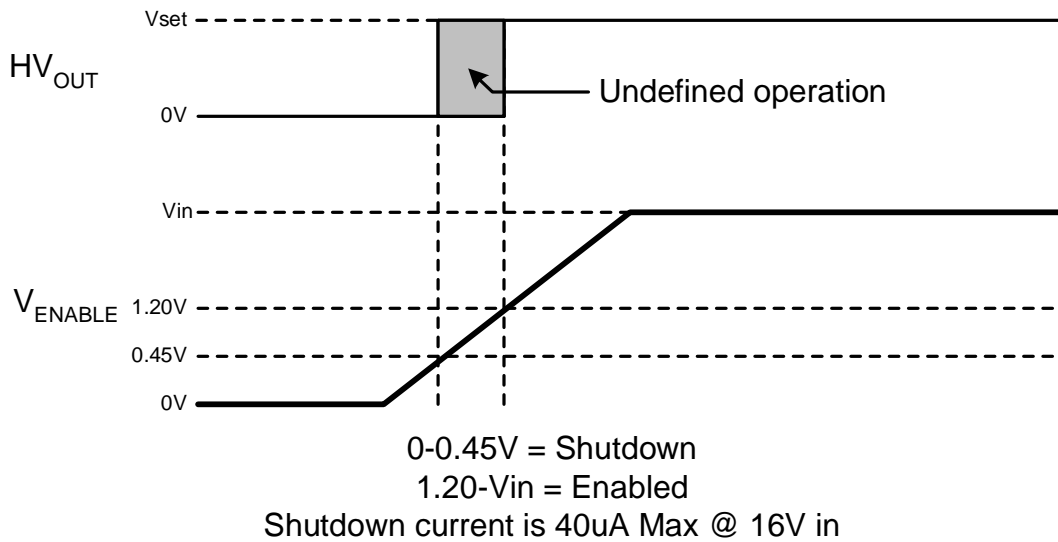 Vset
HVOUT
Undefined operation
0V
Vin
VENABLE
1.20V
0.45V
0V
0-0.45V = Shutdown
1.20-Vin = Enabled
Shutdown current is 40uA Max @ 16V in